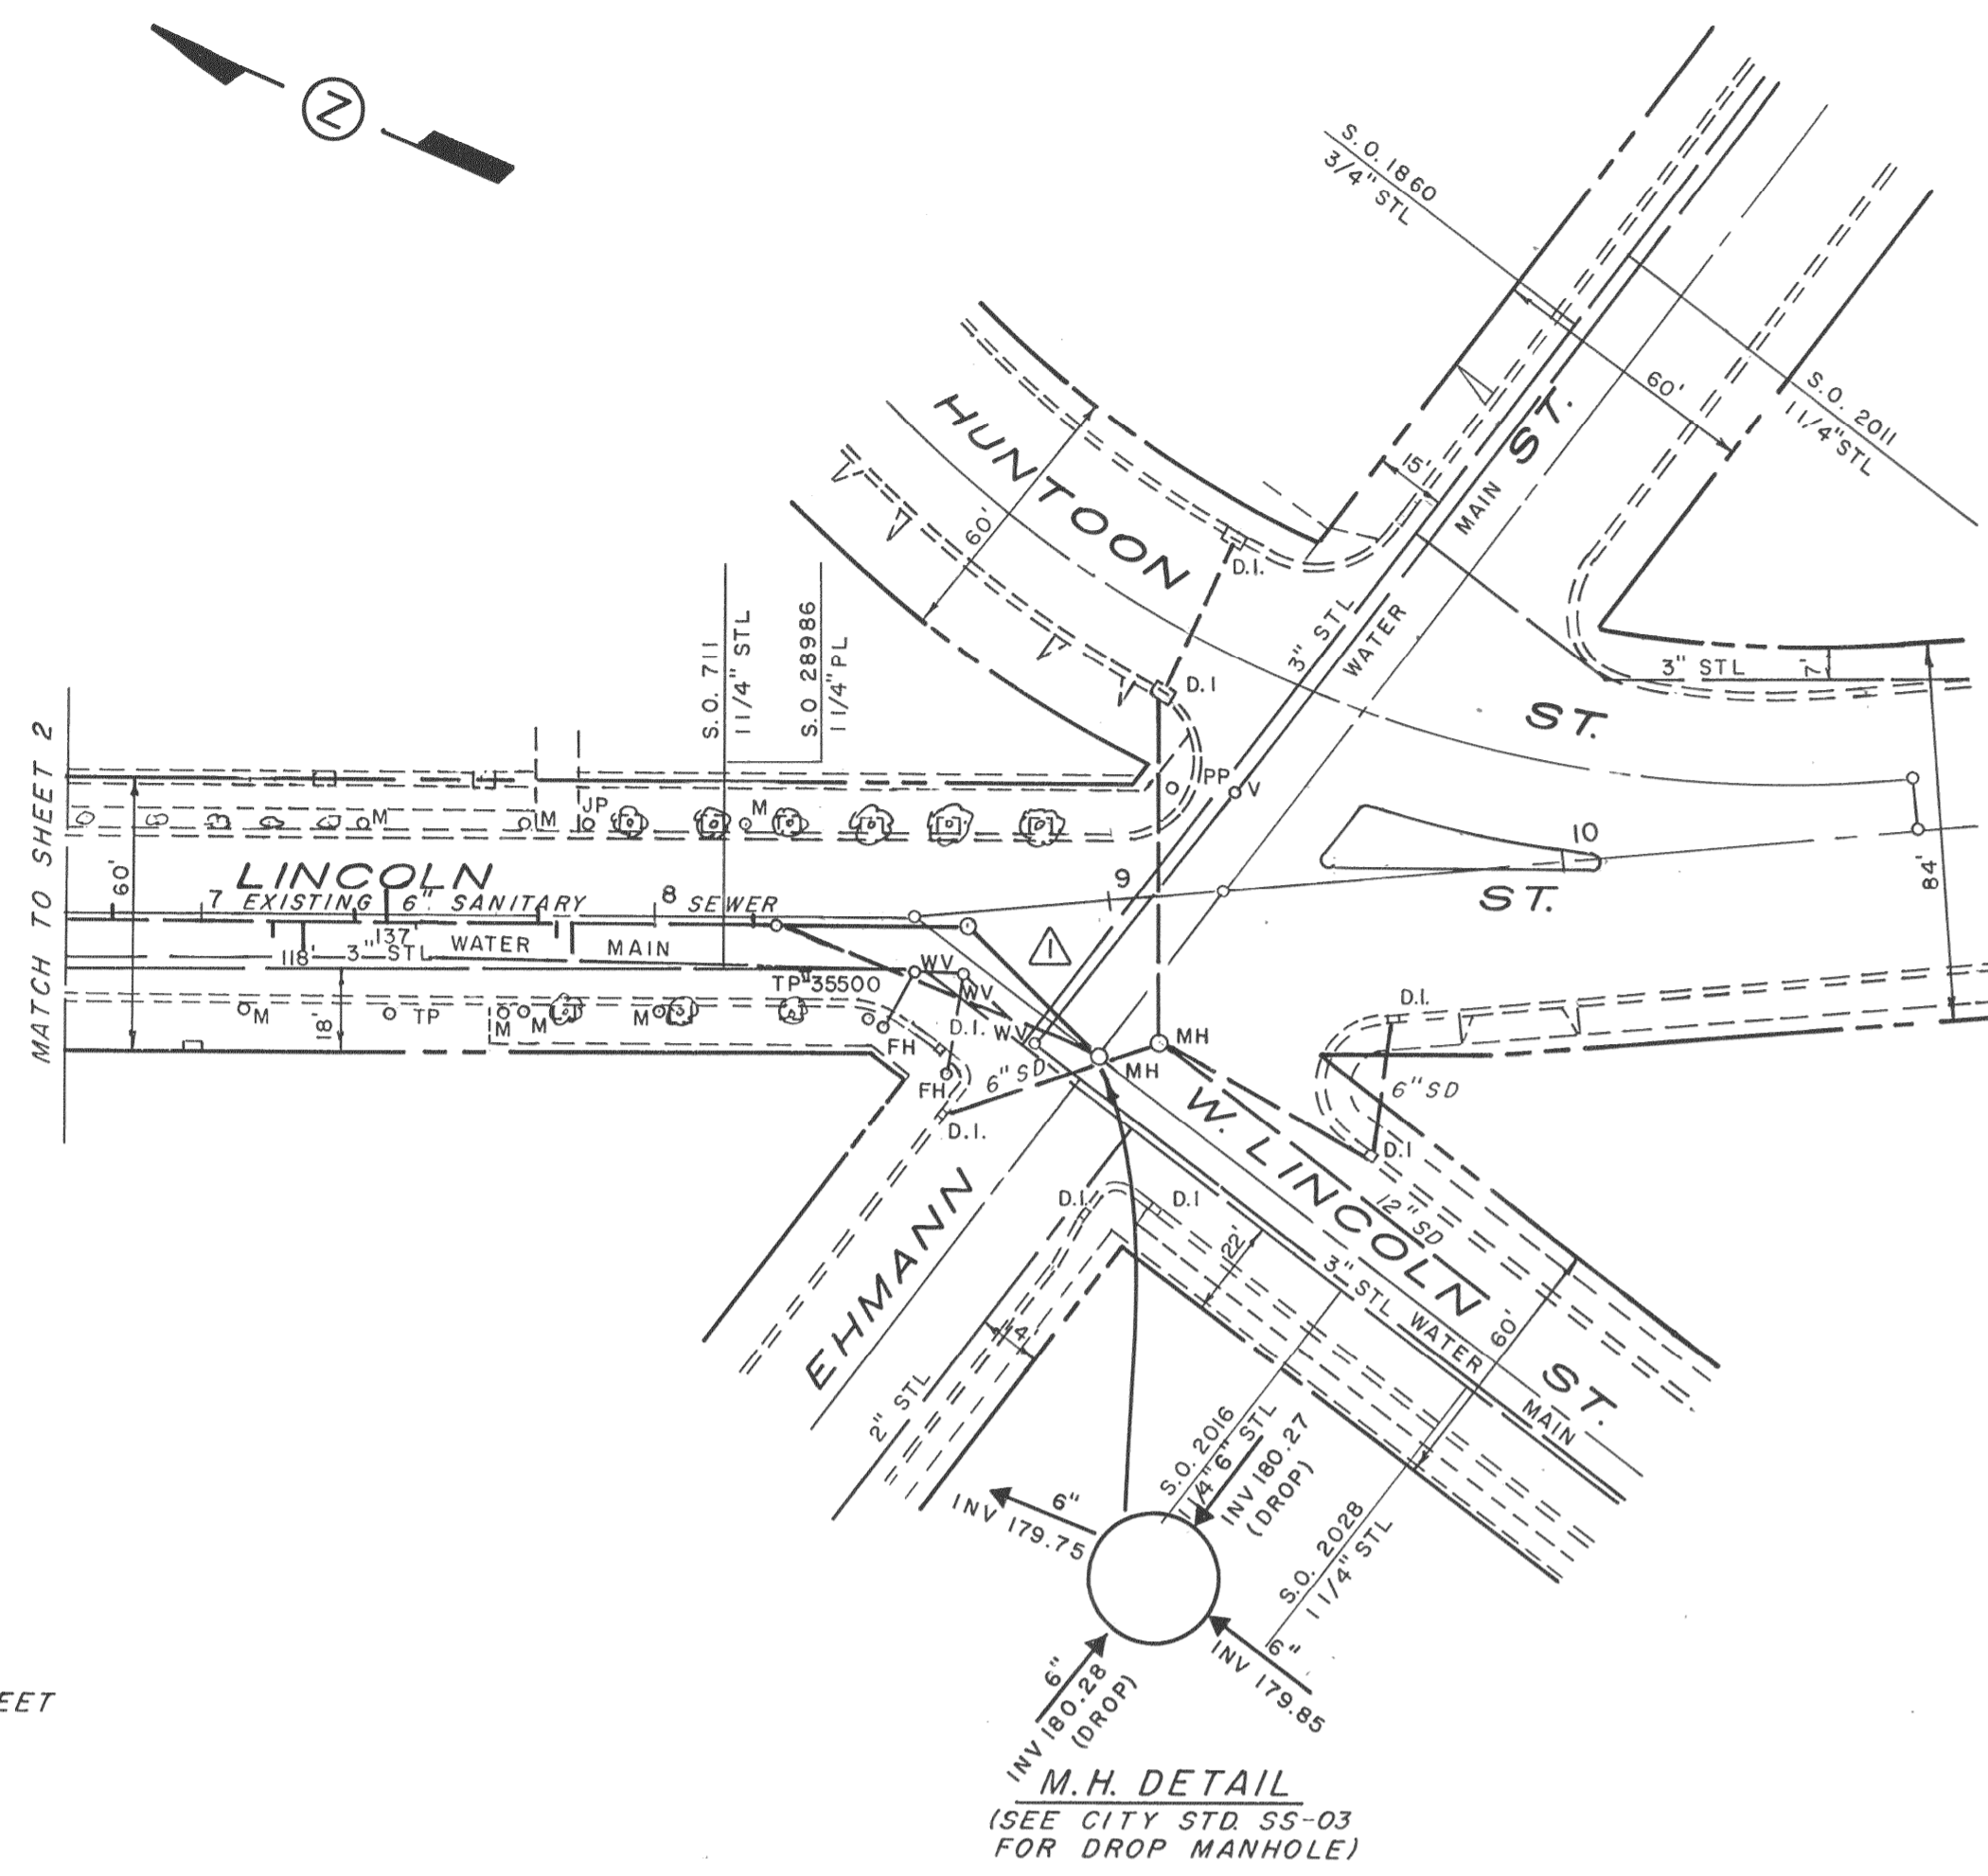 Z
S.O. 1860
3/4" STL
60'
S.O. 2011
1 1/4" STL
15'
MAIN
ST.
HUNTOON
60'
D.I.
3" STL
WATER
D.I
3" STL
7'
ST.
S.O. 711
1 1/4" STL
S.O 28986
1 1/4" PL
MATCH TO SHEET 2
60'
M
M
JP
M
PP
V
10
84'
LINCOLN
ST.
7
EXISTING 6" SANITARY
8
SEWER
9
137'
118'
3" STL
WATER
MAIN
1
18'
M
TP
M
M
M
TP 35500
WV
WV
WV
D.I.
FH
FH
D.I.
6" SD
MH
MH
D.I.
6" SD
D.I
W. LINCOLN
12" SD
ST.
D.I.
D.I
22'
3" STL WATER
MAIN
60'
EHMANN
14'
2" STL
S.O. 2016
1 1/4" STL
6"
INV 180.27
(DROP)
6"
INV 179.75
S.O. 2028
1 1/4" STL
6"
INV 179.85
6"
INV 180.28
(DROP)
EET
M.H. DETAIL
(SEE CITY STD. SS-03
FOR DROP MANHOLE)